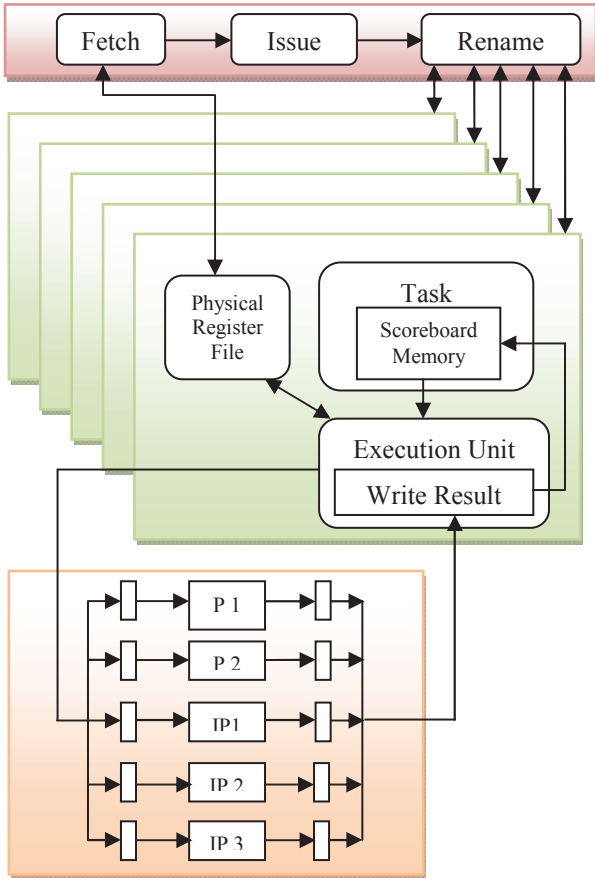 Fetch
Issue
Rename
Physical
Register
File
Task
Scoreboard
Memory
Execution Unit
Write Result
P 1
P 2
IP1
IP 2
IP 3